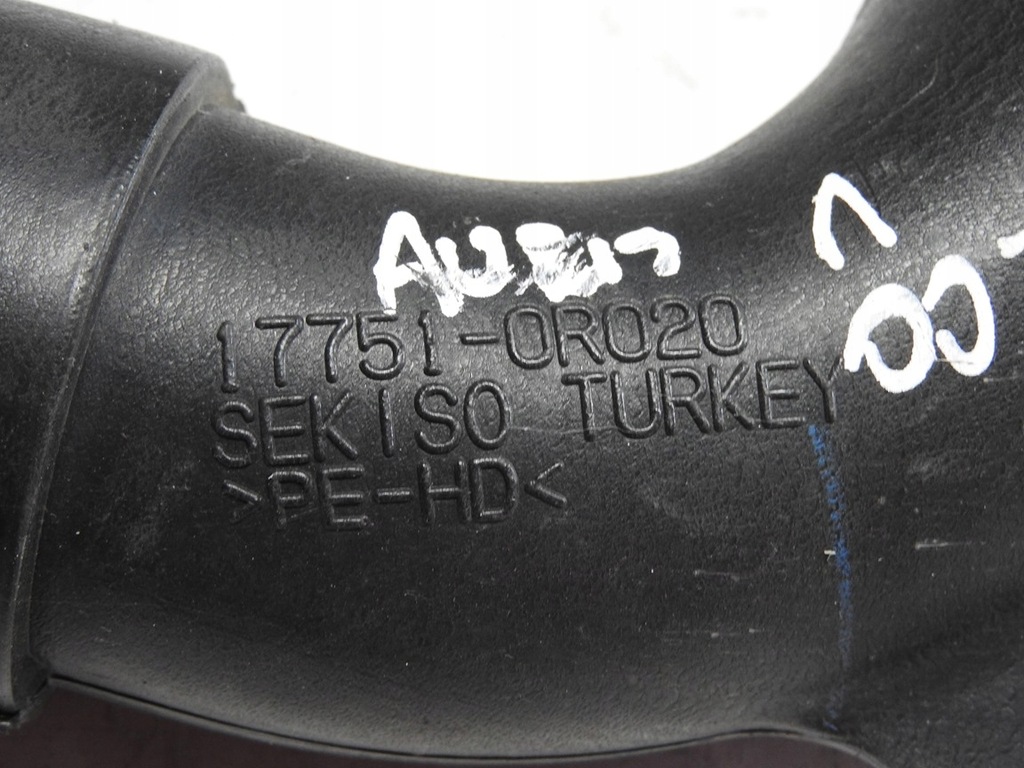 17751-0R020
SEKISO TURKEY
>PE-HD<